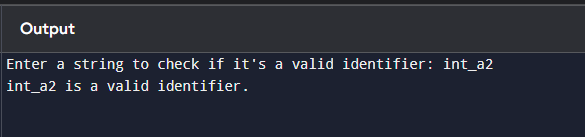 Output
Enter a string to check if it's a valid identifier: int_a2
int_a2 is a valid identifier.